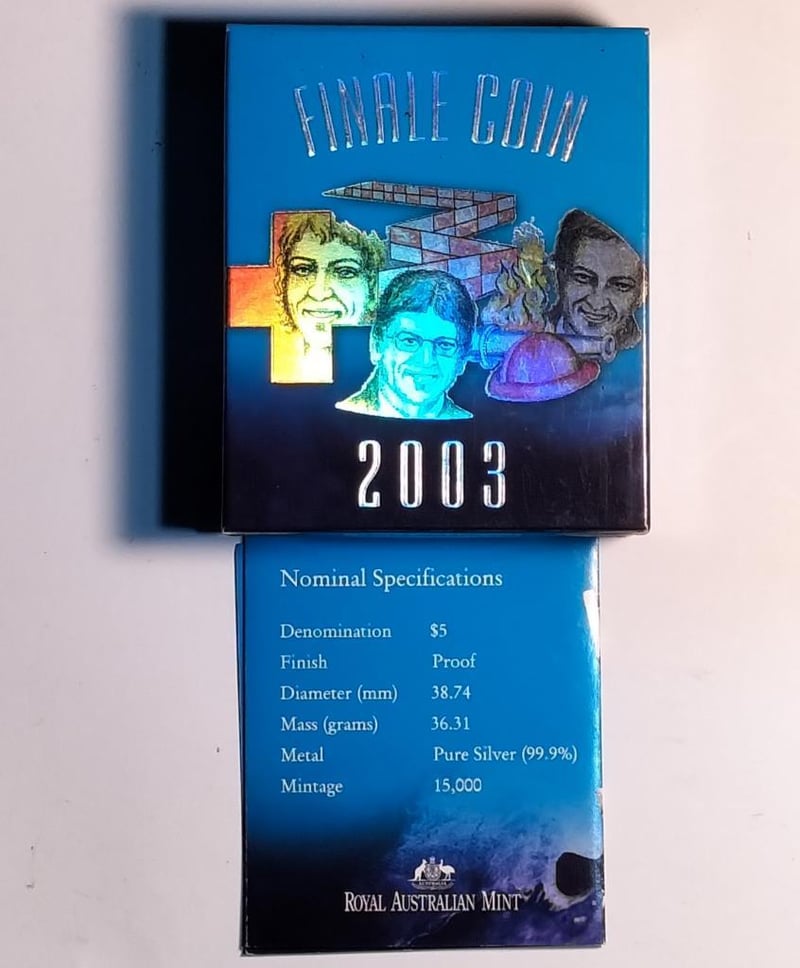 FINALE COIN
2003
Nominal Specifications
Denomination $5
Finish Proof
Diameter (mm) 38.74
Mass (grams) 36.31
Metal Pure Silver (99.9%)
Mintage 15,000
AUSTRALIA
ROYAL AUSTRALIAN MINT